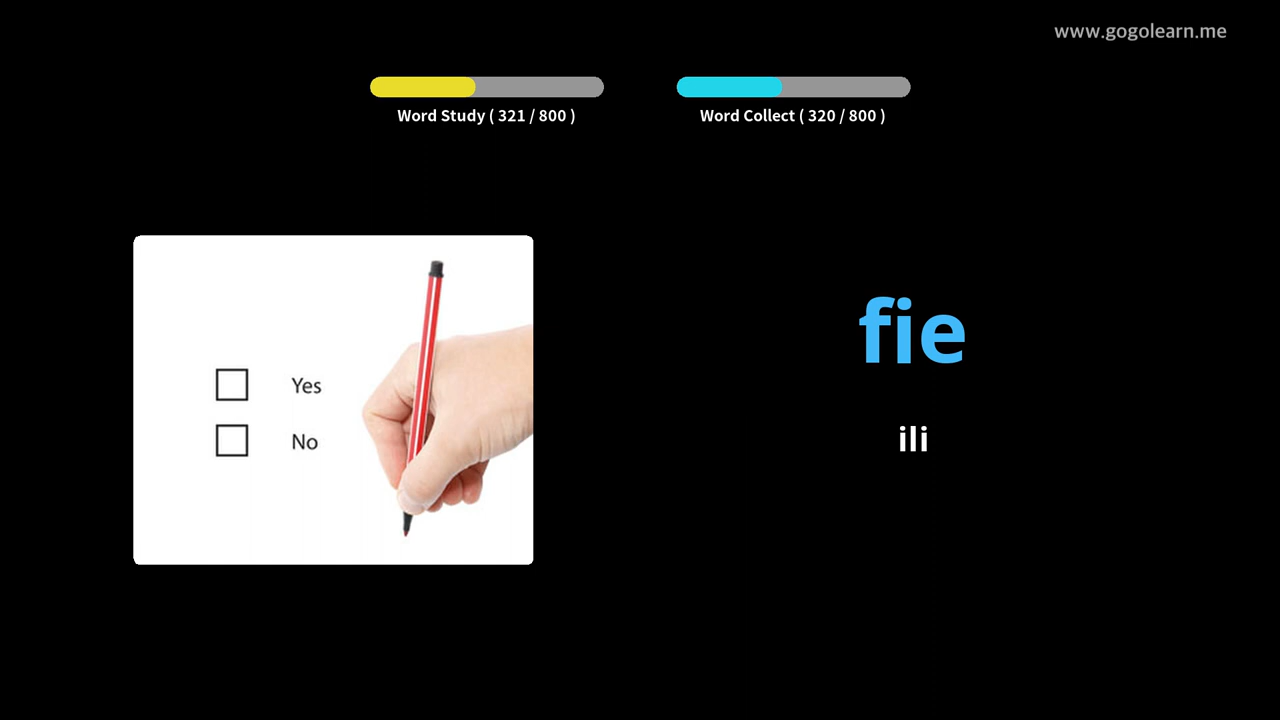 www.gogolearn.me
Word Study ( 321 / 800 )
Word Collect ( 320 / 800 )
Yes
No
fie
ili